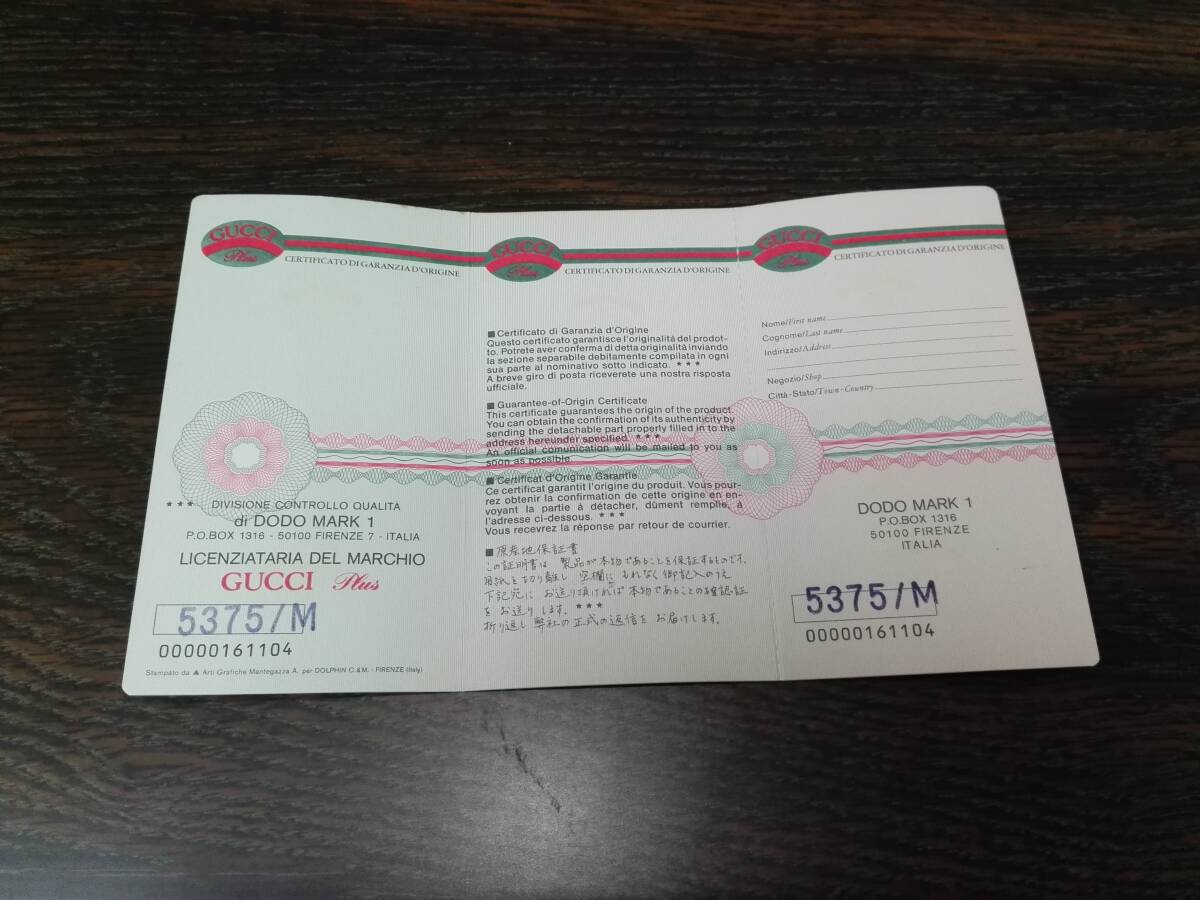 GUCCI
Plus
CERTIFICATO DI GARANZIA D'ORIGINE
*** DIVISIONE CONTROLLO QUALITÀ
di DODO MARK 1
P.O.BOX 1316 - 50100 FIRENZE 7 - ITALIA
LICENZIATARIA DEL MARCHIO
GUCCI Plus
5375/M
00000161104
Stampato da ▲ Arti Grafiche Mantegazza A. per DOLPHIN C.&M. - FIRENZE (Italy)
GUCCI
Plus
CERTIFICATO DI GARANZIA D'ORIGINE
■ Certificato di Garanzia d'Origine
Questo certificato garantisce l'originalità del prodot-
to. Potrete aver conferma di detta originalità inviando
la sezione separabile debitamente compilata in ogni
sua parte al nominativo sotto indicato. ***
A breve giro di posta riceverete una nostra risposta
ufficiale.
■ Guarantee-of-Origin Certificate
This certificate guarantees the origin of the product.
You can obtain the confirmation of its authenticity by
sending the detachable part properly filled in to the
address hereunder specified. ***
An official comunication will be mailed to you as
soon as possible.
■ Certificat d'Origine Garantie
Ce certificat garantit l'origine du produit. Vous pour-
rez obtenir la confirmation de cette origine en en-
voyant la partie à détacher, dûment remplie, à
l'adresse ci-dessous. ***
Vous recevrez la réponse par retour de courrier.
■ 原産地保証書
この証明書は 製品が本物であることを保証するものです。
用紙を切り離し 空欄に もれなく御記入のうえ
下記宛に お送り頂ければ本物であることの確認証
をお送りします。 ***
折り返し 弊社の正式の返信を お届けします。
GUCCI
Plus
CERTIFICATO DI GARANZIA D'ORIGINE
Nome/First name
Cognome/Last name
Indirizzo/Address
Negozio/Shop
Città-Stato/Town-Country
DODO MARK 1
P.O.BOX 1316
50100 FIRENZE
ITALIA
5375/M
00000161104